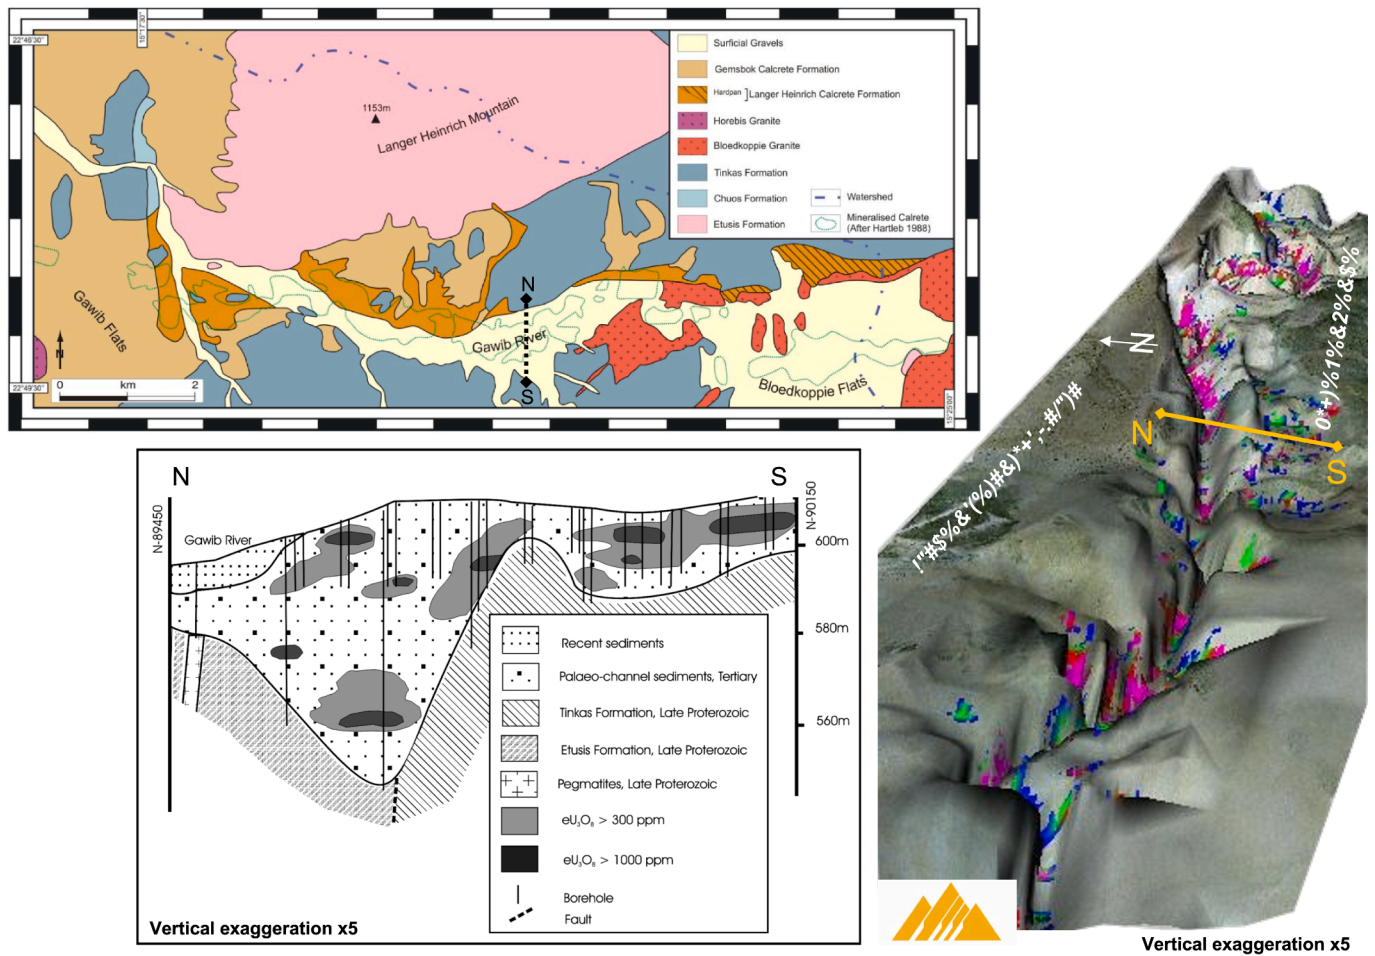 22°46'30"
15°17'30"
1153m
Langer Heinrich Mountain
Surficial Gravels
Gemsbok Calcrete Formation
Hardpan ]Langer Heinrich Calcrete Formation
Horebis Granite
Bloedkoppie Granite
Tinkas Formation
Chuos Formation
Etusis Formation
Watershed
Mineralised Calrete
(After Hartleb 1988)
Gawib Flats
N
Gawib River
S
Bloedkoppie Flats
N
0 km 2
22°49'30"
15°25'00"
N
S
N-89450
N-90150
Gawib River
600m
580m
560m
Recent sediments
Palaeo-channel sediments, Tertiary
Tinkas Formation, Late Proterozoic
Etusis Formation, Late Proterozoic
Pegmatites, Late Proterozoic
eU₃O₈ > 300 ppm
eU₃O₈ > 1000 ppm
Borehole
Fault
Vertical exaggeration x5
N
N
S
Vertical exaggeration x5